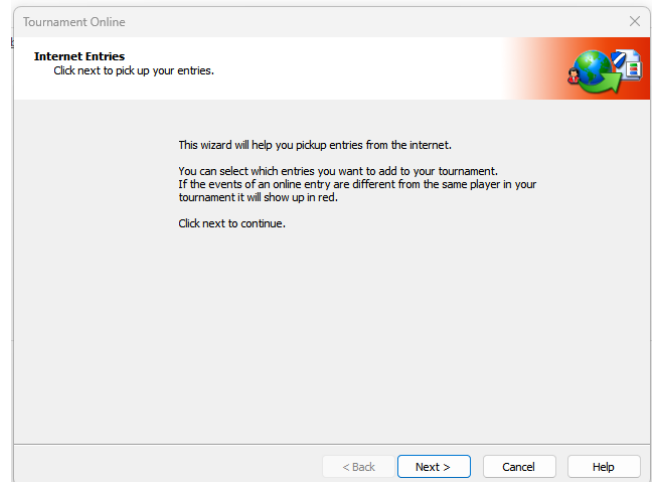 Tournament Online
Internet Entries
Click next to pick up your entries.
This wizard will help you pickup entries from the internet.
You can select which entries you want to add to your tournament.
If the events of an online entry are different from the same player in your
tournament it will show up in red.
Click next to continue.
< Back
Next >
Cancel
Help